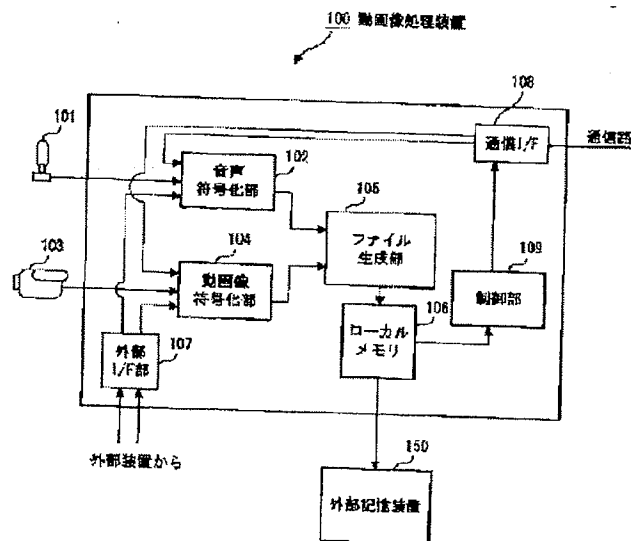 100 動画像処理装置
108
101
通信I/F
通信路
102
音声
符号化部
105
ファイル
生成部
103
104
動画像
符号化部
109
制御部
106
ローカル
メモリ
外部
I/F部
107
外部装置から
150
外部記憶装置